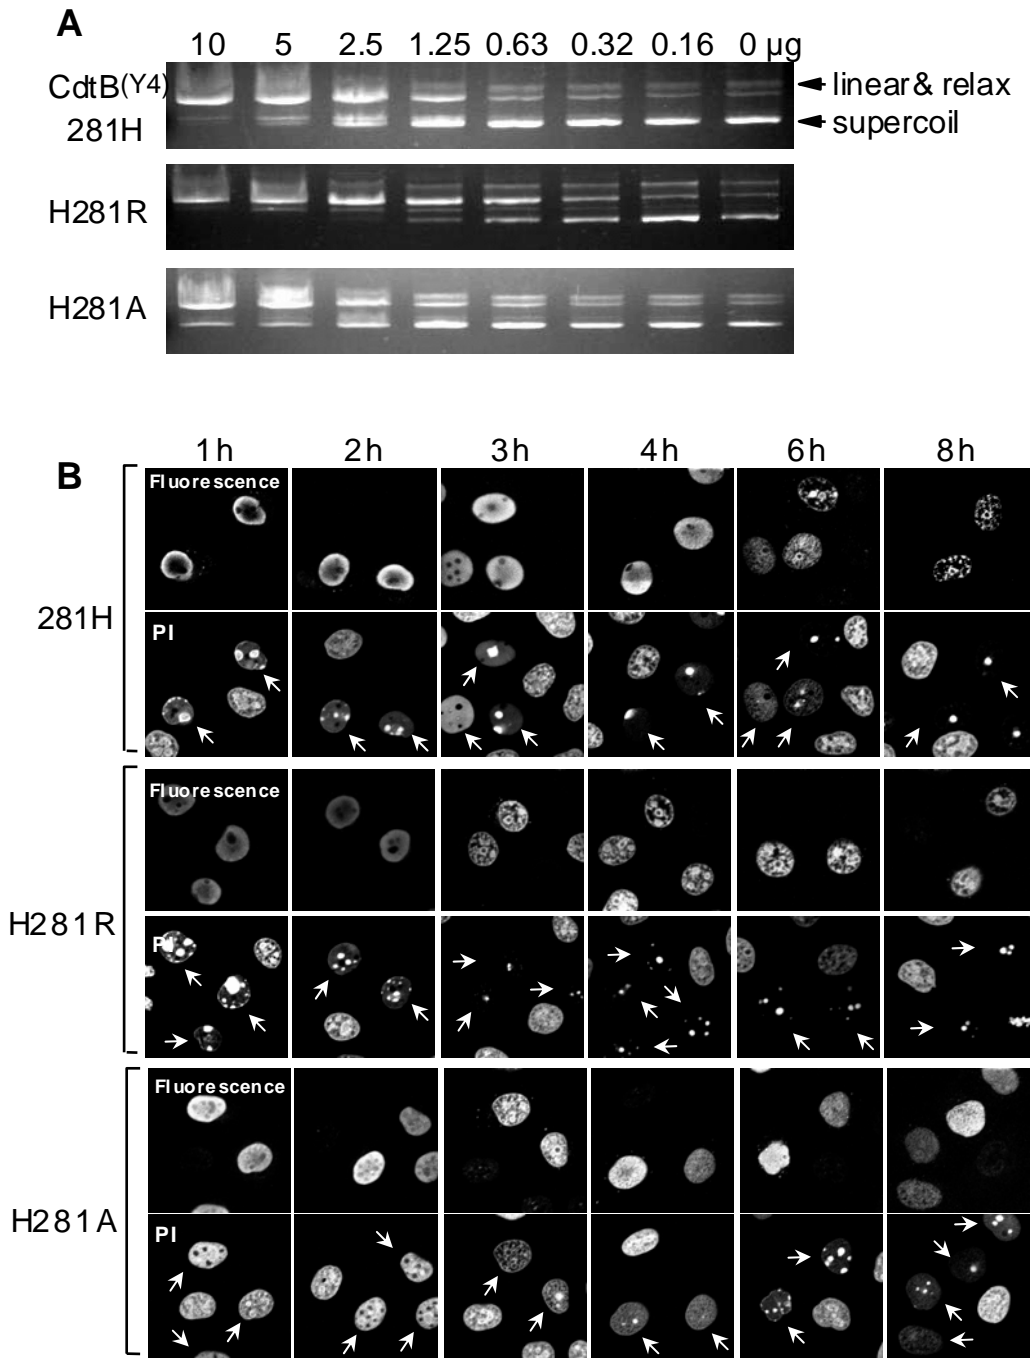 A
10 5 2.5 1.25 0.63 0.32 0.16 0 µg
CdtB(Y4)
281H
linear & relax
supercoil
H281R
H281A
B
1h 2h 3h 4h 6h 8h
281H
Fluorescence
PI
H281R
Fluorescence
PI
H281A
Fluorescence
PI